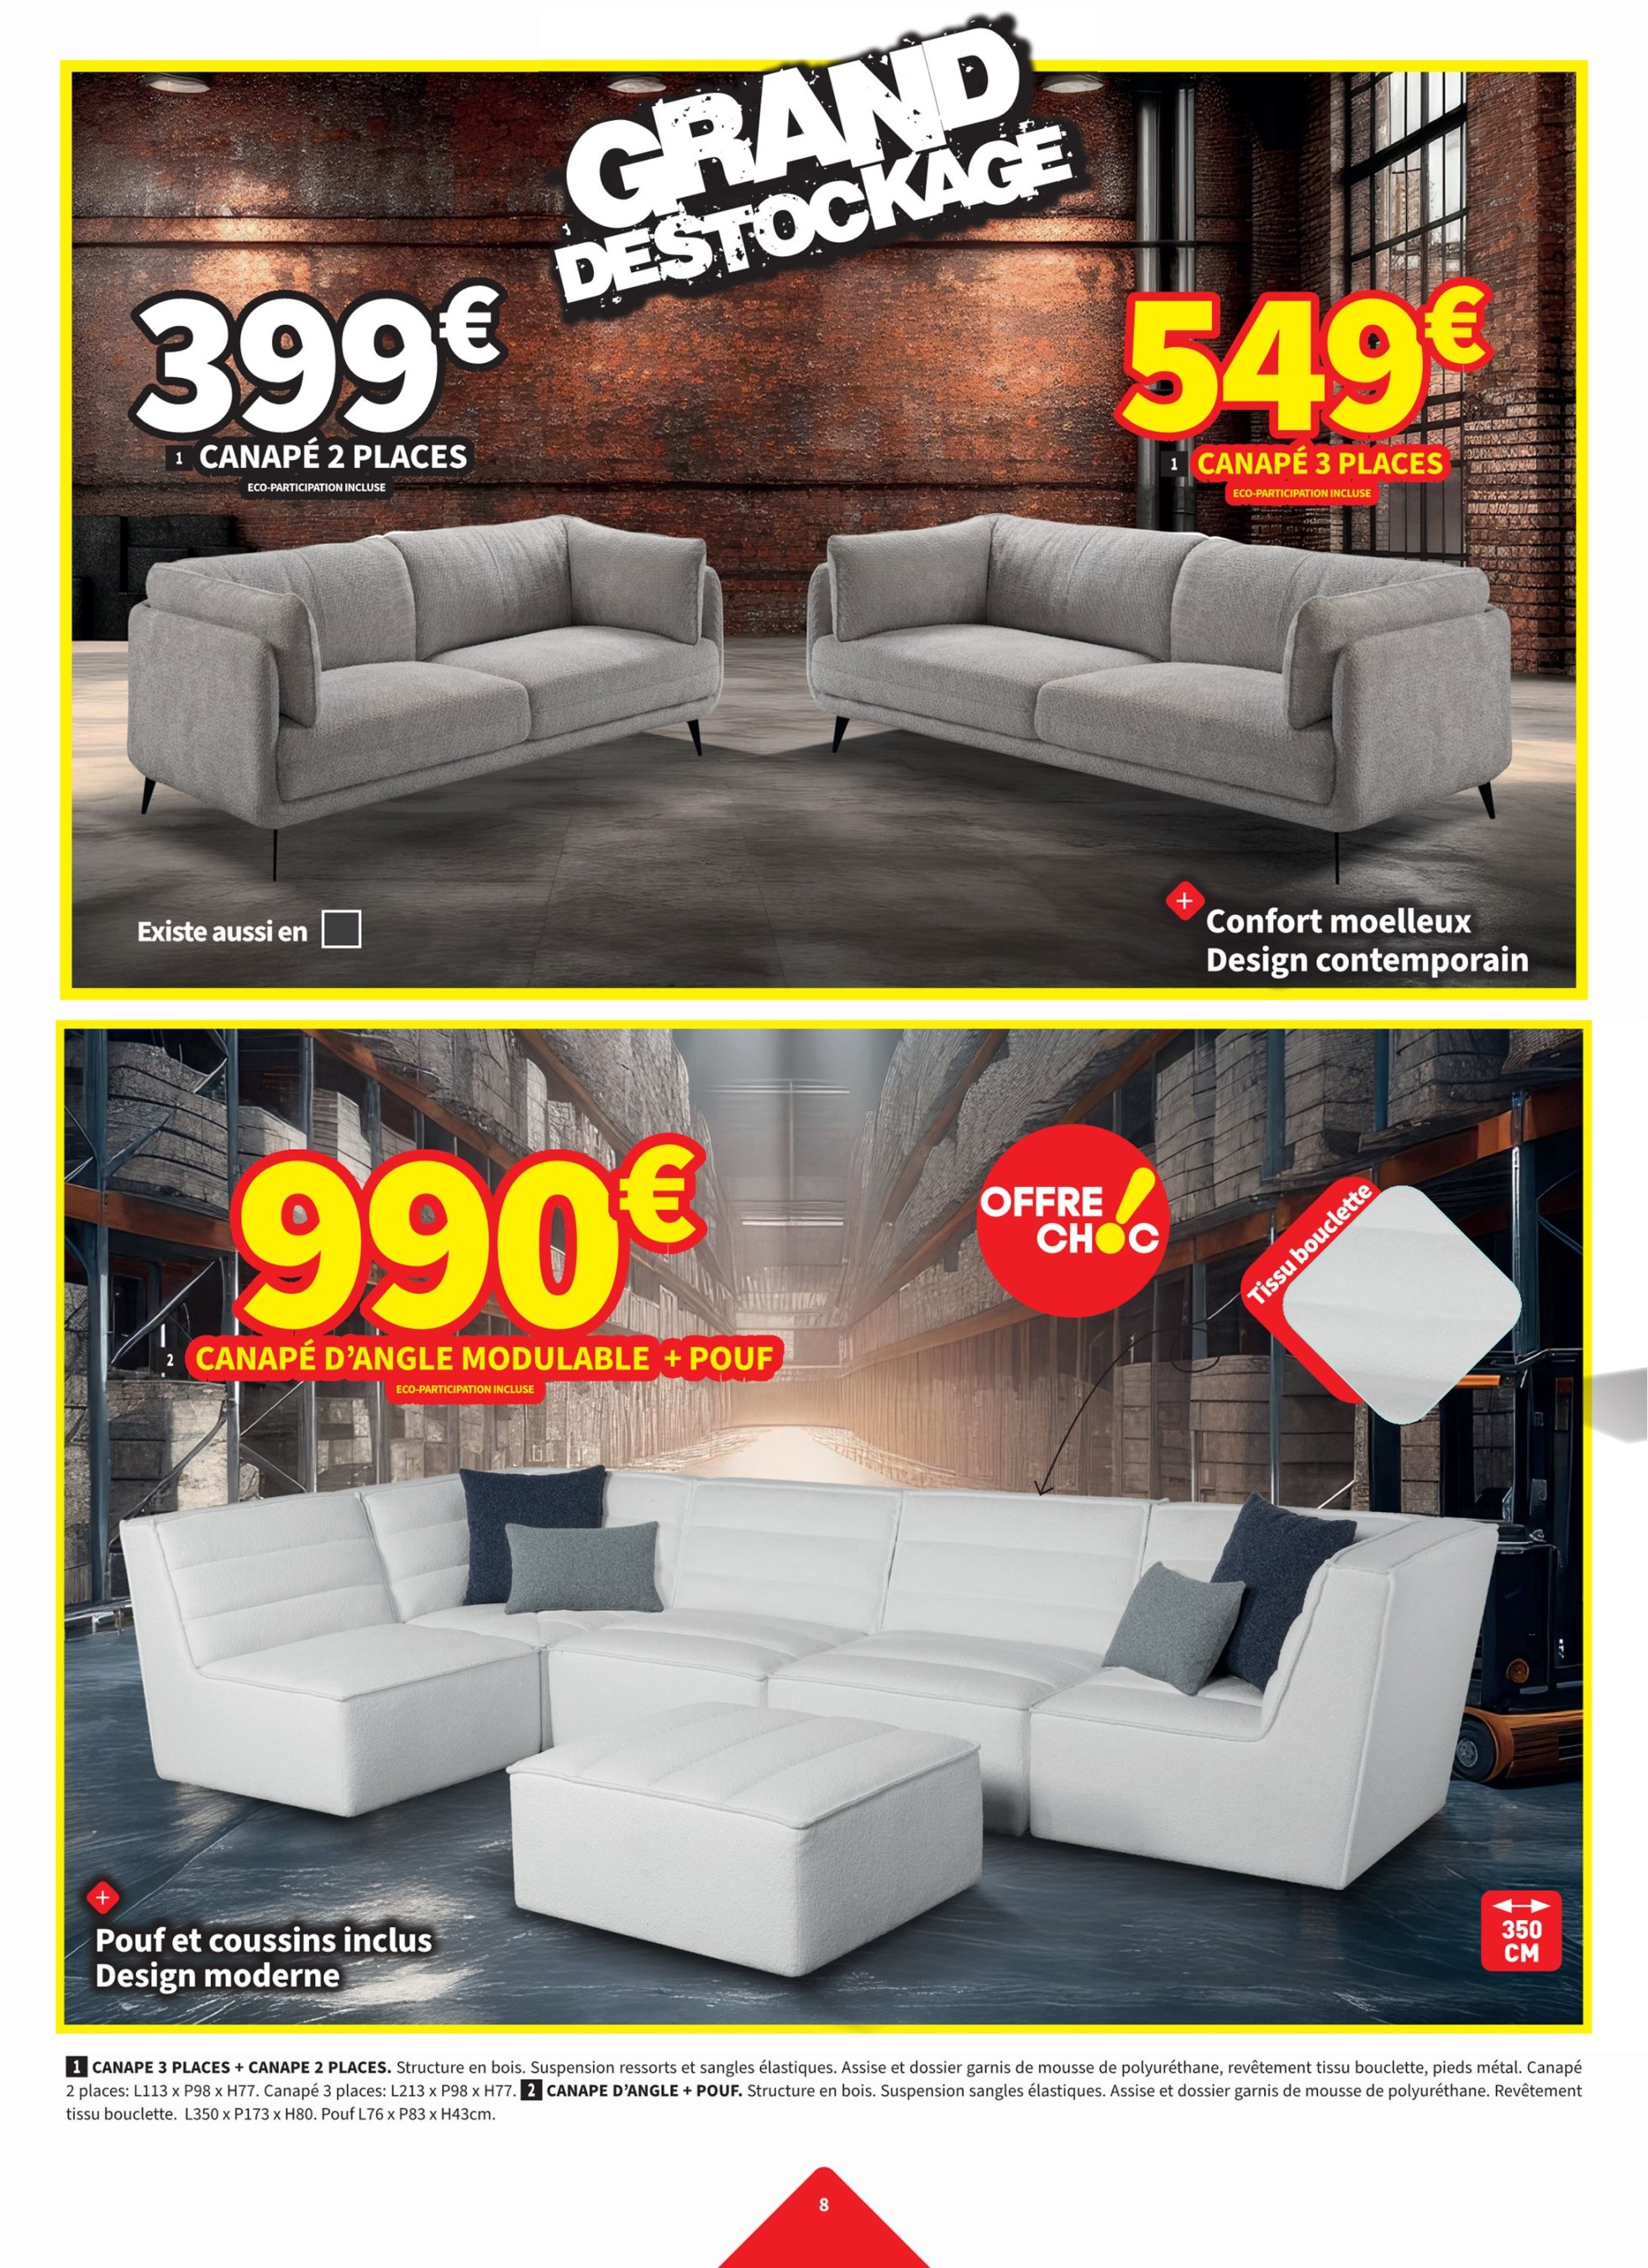 GRAND
DESTOCKAGE
399€
1 CANAPÉ 2 PLACES
ECO-PARTICIPATION INCLUSE
549€
1 CANAPÉ 3 PLACES
ECO-PARTICIPATION INCLUSE
Existe aussi en
+
Confort moelleux
Design contemporain
990€
2 CANAPÉ D’ANGLE MODULABLE + POUF
ECO-PARTICIPATION INCLUSE
OFFRE
CHOC!
Tissu bouclette
+
Pouf et coussins inclus
Design moderne
350
CM
1 CANAPE 3 PLACES + CANAPE 2 PLACES. Structure en bois. Suspension ressorts et sangles élastiques. Assise et dossier garnis de mousse de polyuréthane, revêtement tissu bouclette, pieds métal. Canapé
2 places: L113 x P98 x H77. Canapé 3 places: L213 x P98 x H77. 2 CANAPE D’ANGLE + POUF. Structure en bois. Suspension sangles élastiques. Assise et dossier garnis de mousse de polyuréthane. Revêtement
tissu bouclette. L350 x P173 x H80. Pouf L76 x P83 x H43cm.
8